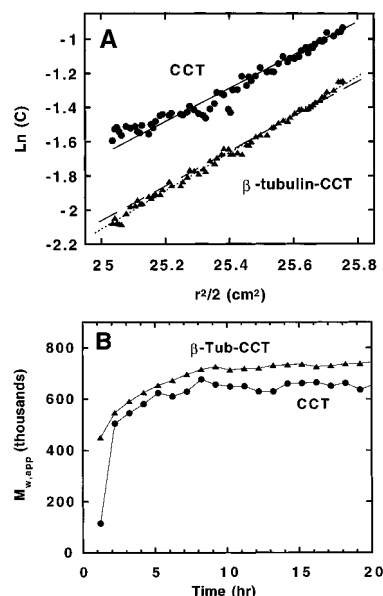 A
CCT
β-tubulin-CCT
Ln (C)
-1
-1.2
-1.4
-1.6
-1.8
-2
-2.2
25 25.2 25.4 25.6 25.8
r²/2 (cm²)
B
β-Tub-CCT
CCT
Mw,app (thousands)
800
600
400
200
0
0 5 10 15 20
Time (hr)